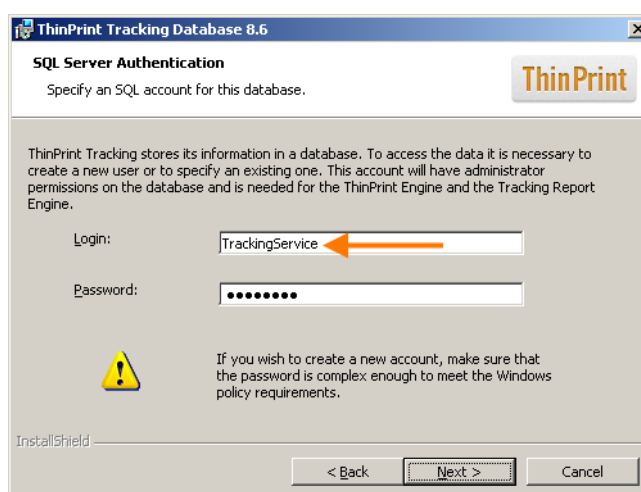 ThinPrint Tracking Database 8.6
SQL Server Authentication
Specify an SQL account for this database.
ThinPrint
ThinPrint Tracking stores its information in a database. To access the data it is necessary to
create a new user or to specify an existing one. This account will have administrator
permissions on the database and is needed for the ThinPrint Engine and the Tracking Report
Engine.
Login:
TrackingService
Password:
●●●●●●●●
If you wish to create a new account, make sure that
the password is complex enough to meet the Windows
policy requirements.
InstallShield
< Back
Next >
Cancel